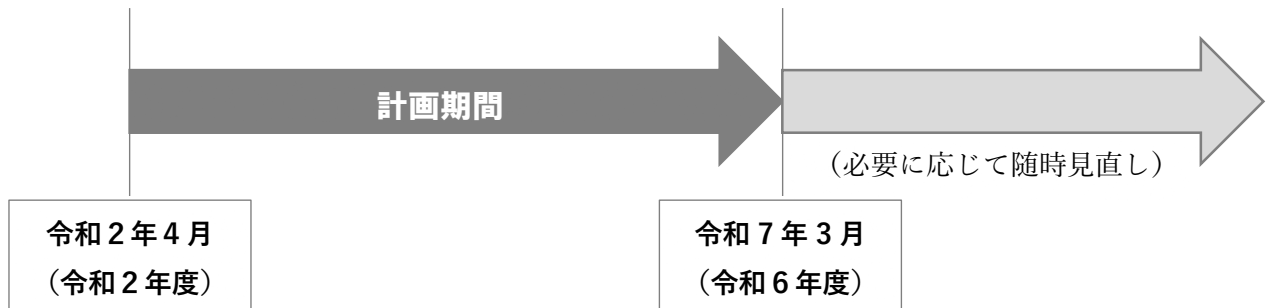 計画期間
（必要に応じて随時見直し）
令和２年４月
（令和２年度）
令和７年３月
（令和６年度）